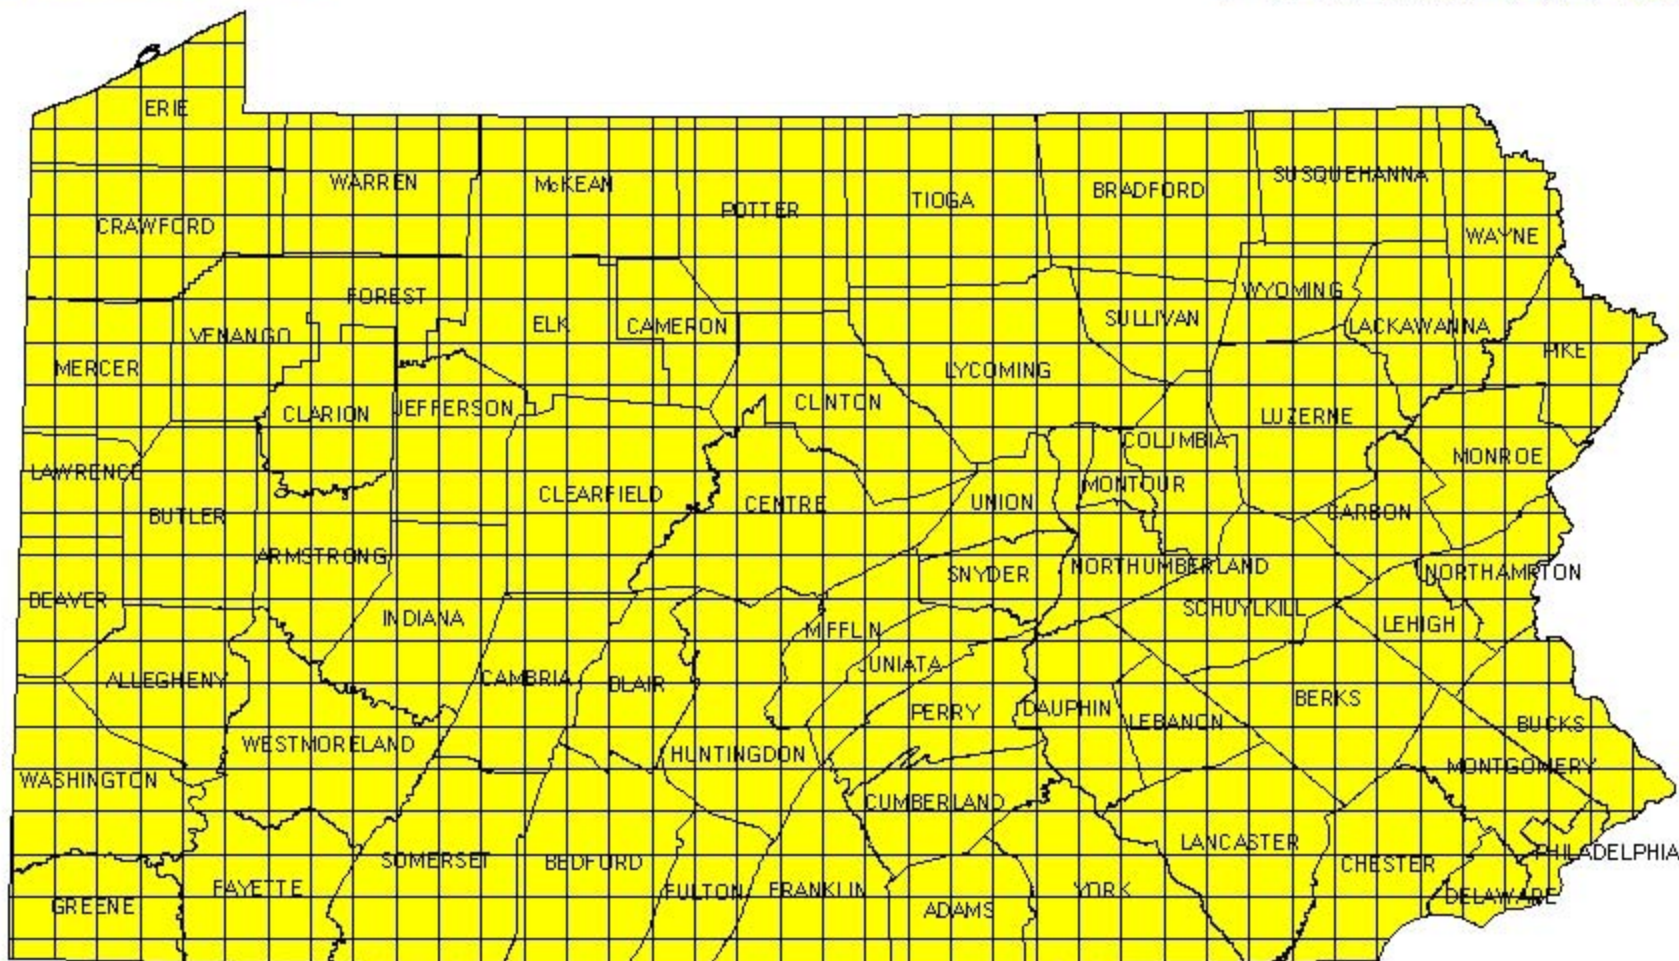 ERIE
WARREN
McKEAN
POTTER
TIOGA
BRADFORD
SUSQUEHANNA
CRAWFORD
WAYNE
FOREST
VENANGO
ELK
CAMERON
SULLIVAN
WYOMING
LACKAWANNA
MERCER
PIKE
LYCOMING
CLARION
JEFFERSON
CLINTON
LUZERNE
COLUMBIA
MONROE
LAWRENCE
CLEARFIELD
CENTRE
UNION
MONTOUR
BUTLER
CARBON
ARMSTRONG
SNYDER
NORTHUMBERLAND
NORTHAMPTON
BEAVER
INDIANA
MIFFLIN
SCHUYLKILL
LEHIGH
ALLEGHENY
CAMBRIA
BLAIR
JUNIATA
PERRY
DAUPHIN
LEBANON
BERKS
BUCKS
WESTMORELAND
HUNTINGDON
WASHINGTON
MONTGOMERY
CUMBERLAND
LANCASTER
PHILADELPHIA
SOMERSET
BEDFORD
CHESTER
FAYETTE
FULTON
FRANKLIN
YORK
DELAWARE
GREENE
ADAMS